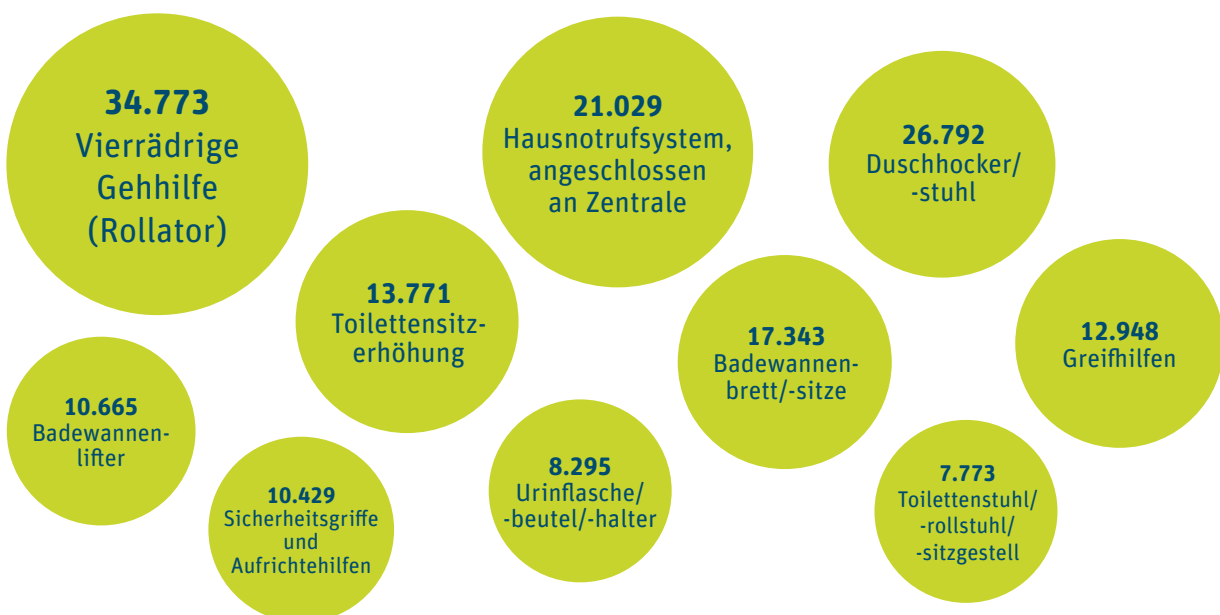 34.773
Vierrädrige
Gehhilfe
(Rollator)
21.029
Hausnotrufsystem,
angeschlossen
an Zentrale
26.792
Duschhocker/
-stuhl
13.771
Toilettensitz-
erhöhung
17.343
Badewannen-
brett/-sitze
12.948
Greifhilfen
10.665
Badewannen-
lifter
10.429
Sicherheitsgriffe
und
Aufrichtehilfen
8.295
Urinflasche/
-beutel/-halter
7.773
Toilettenstuhl/
-rollstuhl/
-sitzgestell